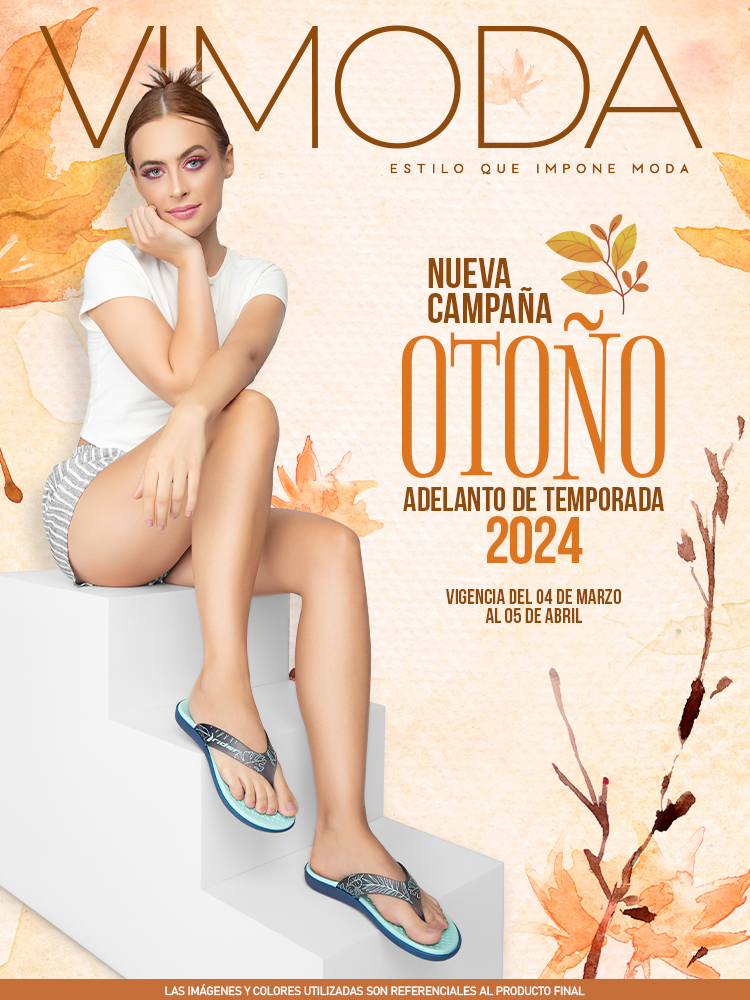 VIMODA
ESTILO QUE IMPONE MODA
NUEVA
CAMPAÑA
OTOÑO
ADELANTO DE TEMPORADA
2024
VIGENCIA DEL 04 DE MARZO
AL 05 DE ABRIL
rider
LAS IMÁGENES Y COLORES UTILIZADAS SON REFERENCIALES AL PRODUCTO FINAL